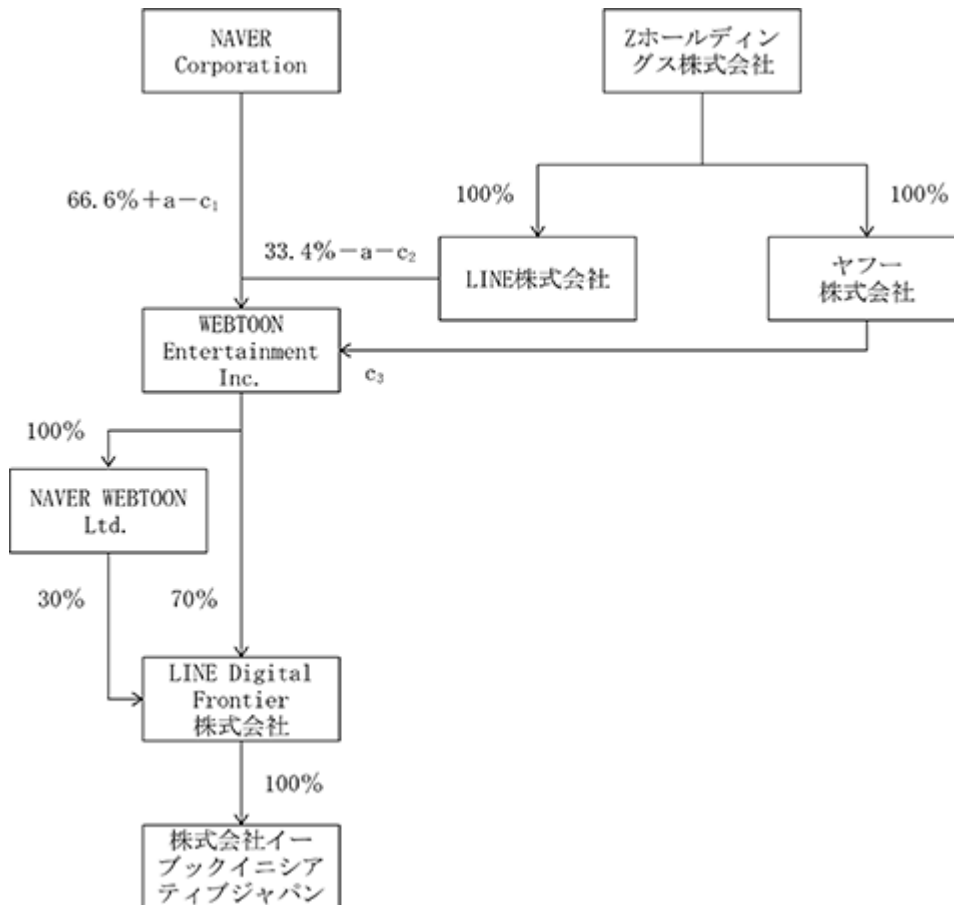 NAVER
Corporation
Zホールディン
グス株式会社
66.6%+a-c₁
100%
100%
33.4%-a-c₂
LINE株式会社
ヤフー
株式会社
WEBTOON
Entertainment
Inc.
c₃
100%
NAVER WEBTOON
Ltd.
30%
70%
LINE Digital
Frontier
株式会社
100%
株式会社イー
ブックイニシア
ティブジャパン